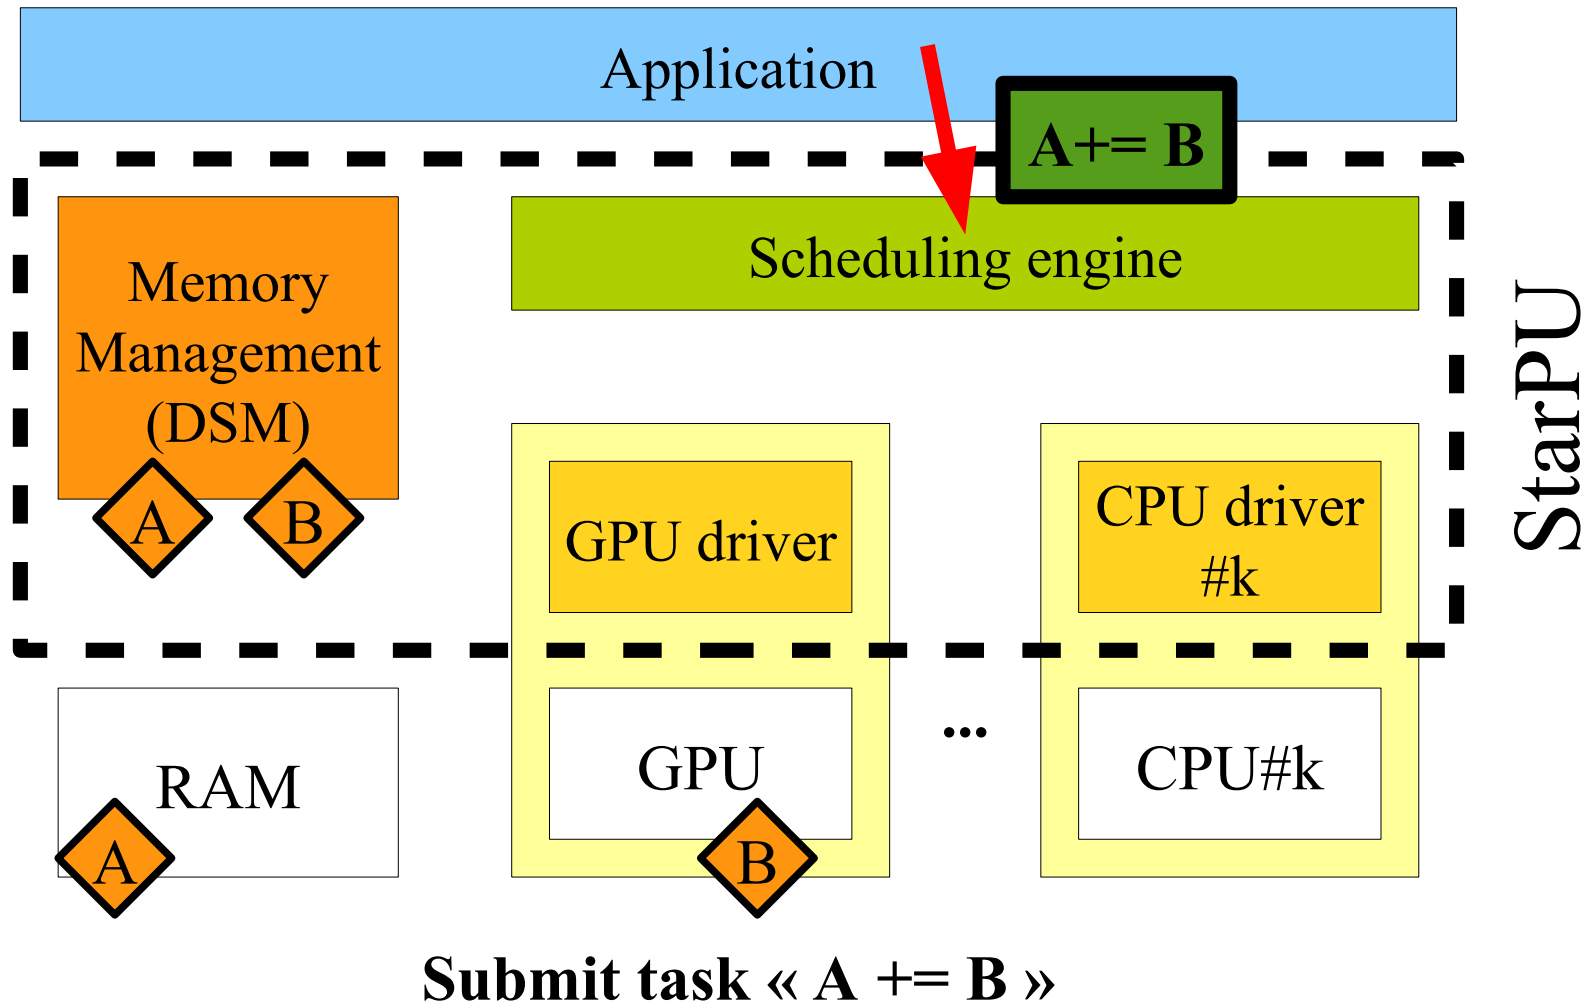 Application
A+= B
Scheduling engine
Memory
Management
(DSM)
A
B
GPU driver
CPU driver
#k
StarPU
RAM
A
GPU
B
...
CPU#k
Submit task « A += B »